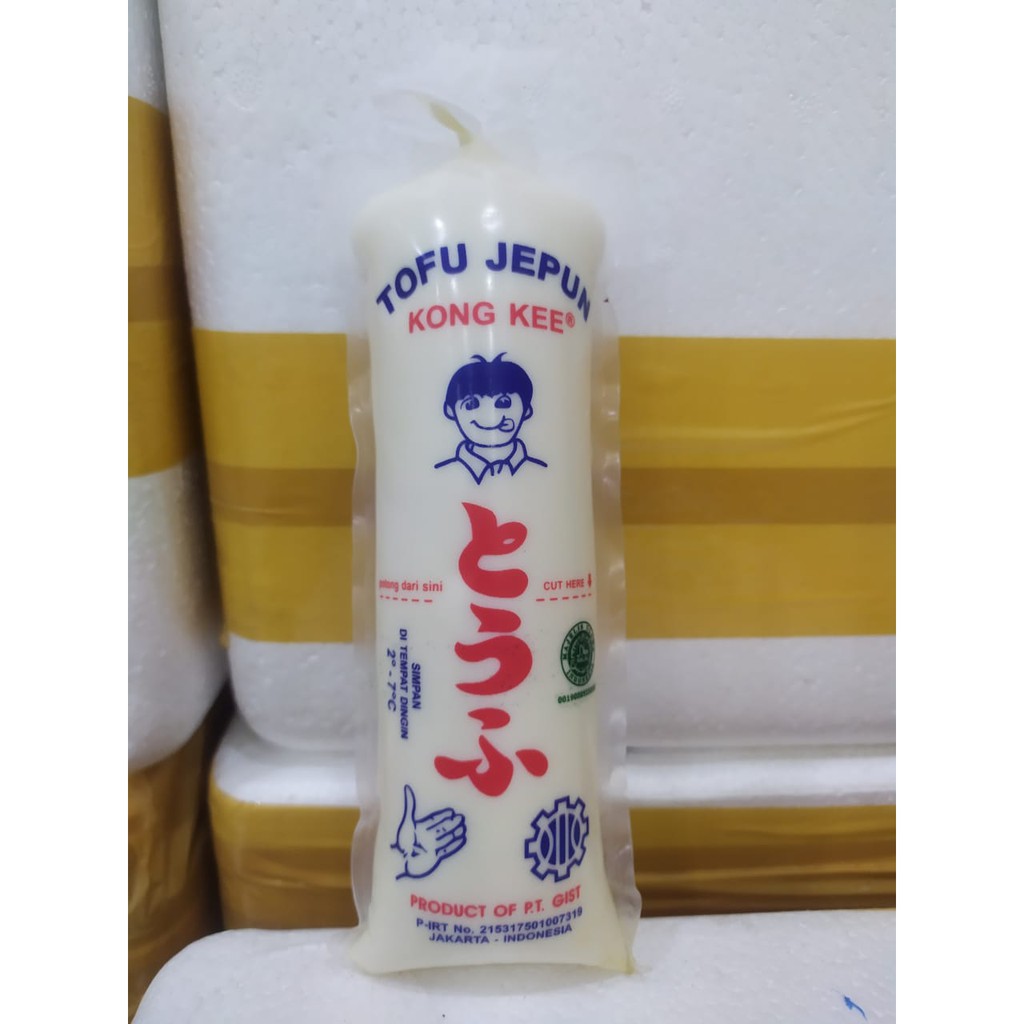 TOFU JEPUN
KONG KEE®
とうふ
potong dari sini
CUT HERE
SIMPAN
DI TEMPAT DINGIN
2° - 7°C
PRODUCT OF P.T. GIST
P-IRT No. 215317501007319
JAKARTA - INDONESIA